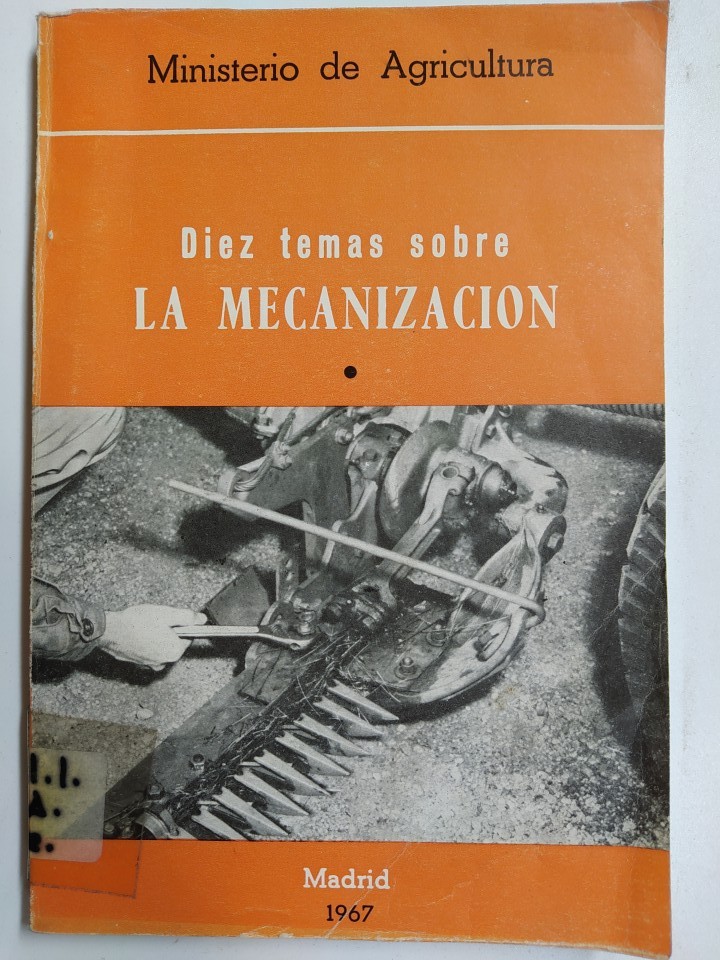 Ministerio de Agricultura
Diez temas sobre
LA MECANIZACION
I.I.
A.
R.
Madrid
1967